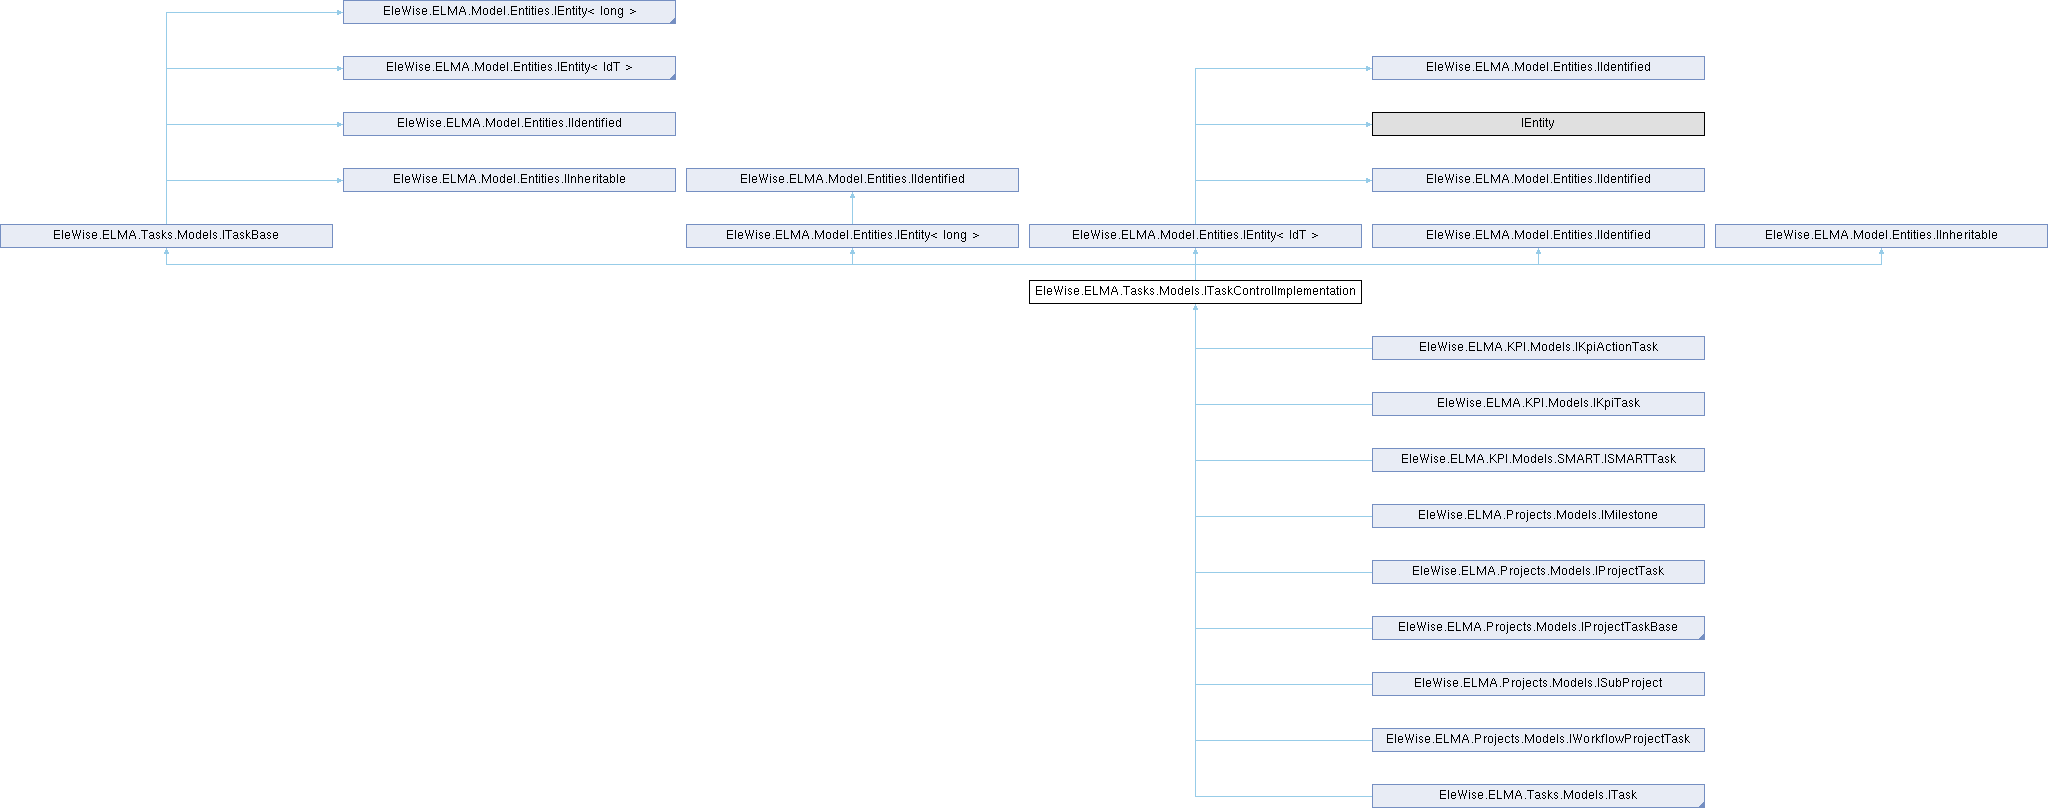 EleWise.ELMA.Model.Entities.IEntity< long >
EleWise.ELMA.Model.Entities.IEntity< IdT >
EleWise.ELMA.Model.Entities.IIdentified
EleWise.ELMA.Model.Entities.IIdentified
IEntity
EleWise.ELMA.Model.Entities.IInheritable
EleWise.ELMA.Model.Entities.IIdentified
EleWise.ELMA.Model.Entities.IIdentified
EleWise.ELMA.Tasks.Models.ITaskBase
EleWise.ELMA.Model.Entities.IEntity< long >
EleWise.ELMA.Model.Entities.IEntity< IdT >
EleWise.ELMA.Model.Entities.IIdentified
EleWise.ELMA.Model.Entities.IInheritable
EleWise.ELMA.Tasks.Models.ITaskControlImplementation
EleWise.ELMA.KPI.Models.IKpiActionTask
EleWise.ELMA.KPI.Models.IKpiTask
EleWise.ELMA.KPI.Models.SMART.ISMARTTask
EleWise.ELMA.Projects.Models.IMilestone
EleWise.ELMA.Projects.Models.IProjectTask
EleWise.ELMA.Projects.Models.IProjectTaskBase
EleWise.ELMA.Projects.Models.ISubProject
EleWise.ELMA.Projects.Models.IWorkflowProjectTask
EleWise.ELMA.Tasks.Models.ITask